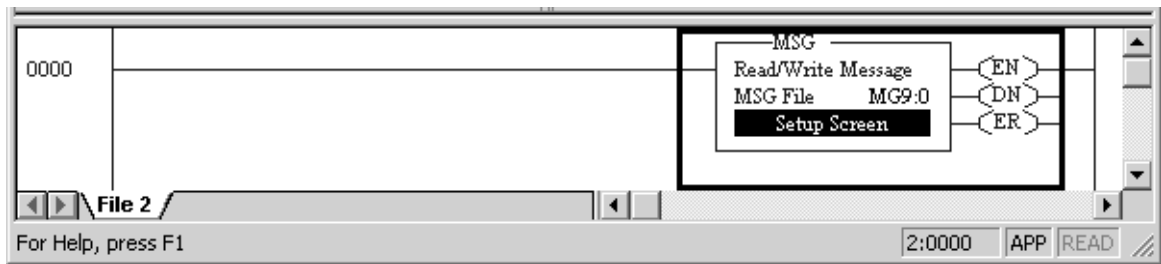 MSG
0000
Read/Write Message
EN
MSG File MG9:0
DN
Setup Screen
ER
File 2
For Help, press F1
2:0000 APP READ